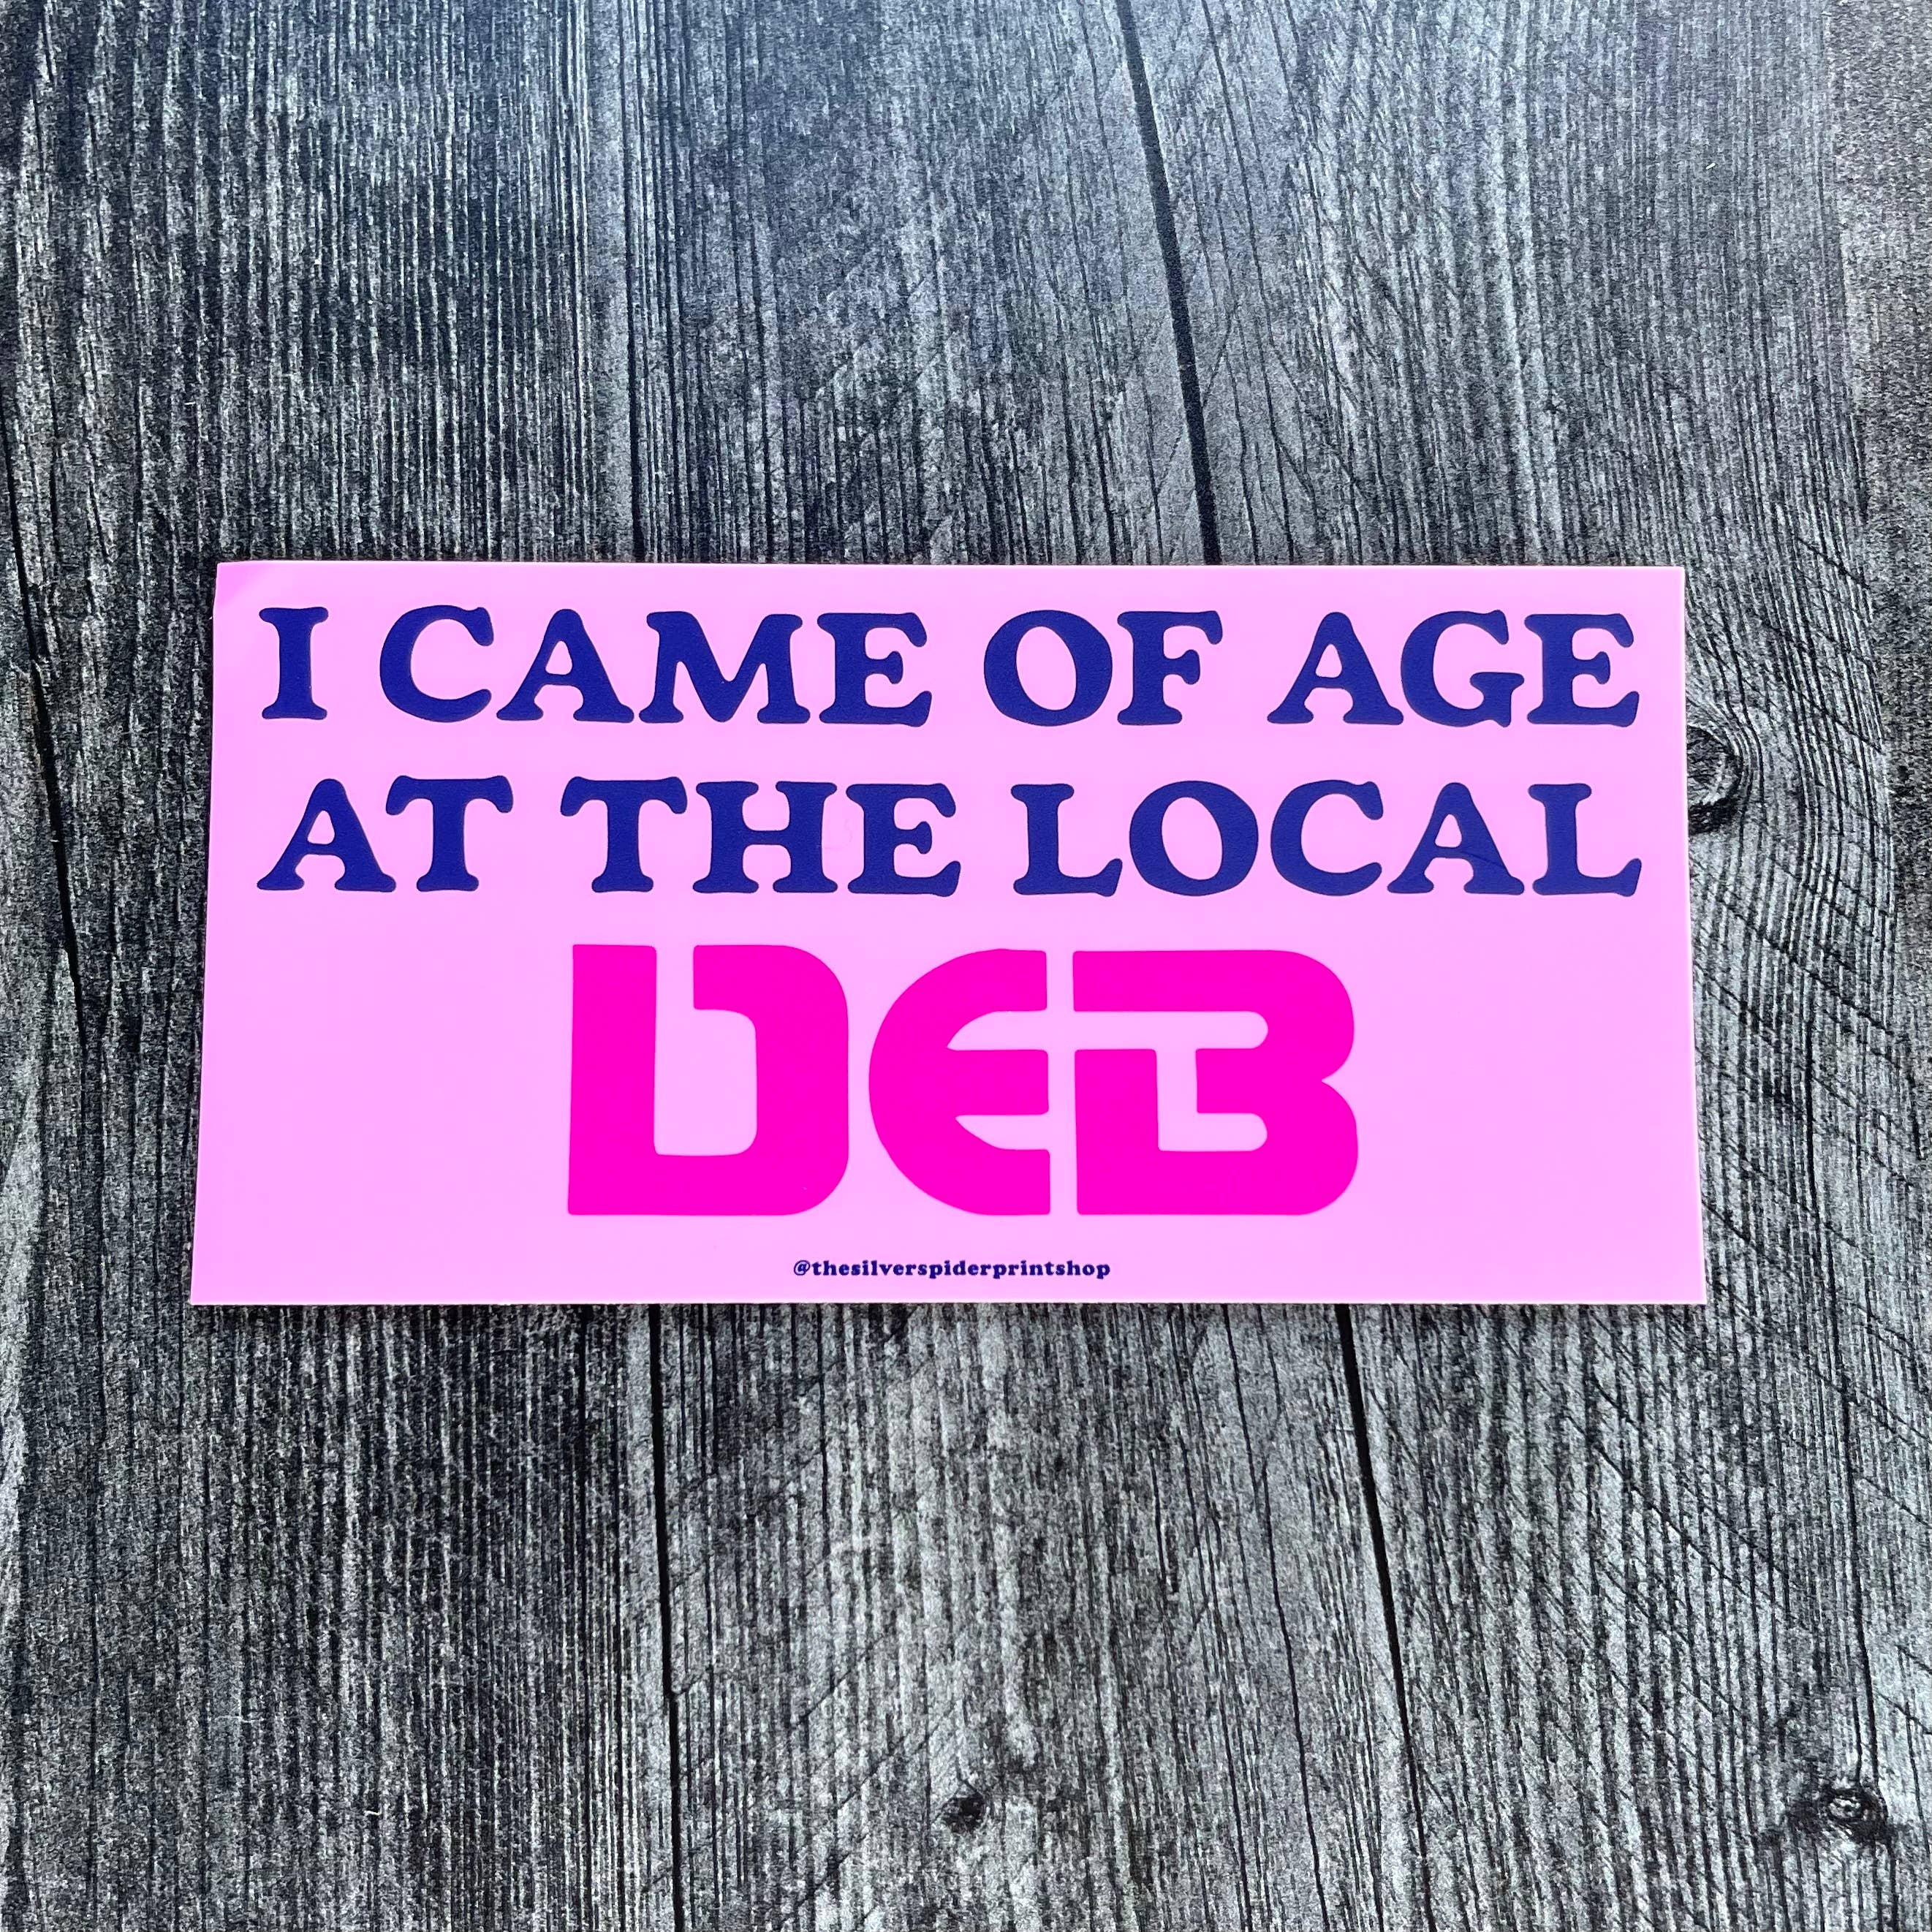 I CAME OF AGE
AT THE LOCAL
DEB
@thesilverspiderprintshop